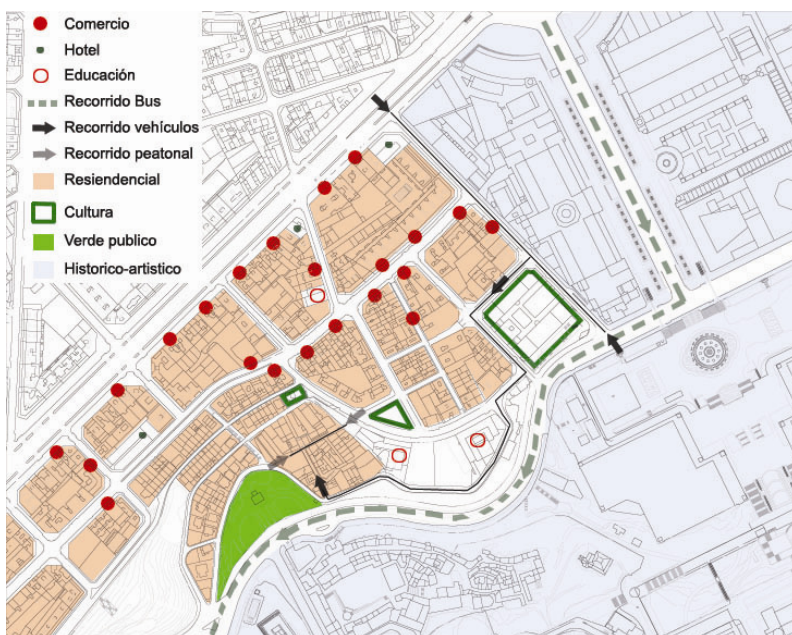 Comercio
Hotel
Educación
Recorrido Bus
Recorrido vehículos
Recorrido peatonal
Resiendencial
Cultura
Verde publico
Historico-artistico